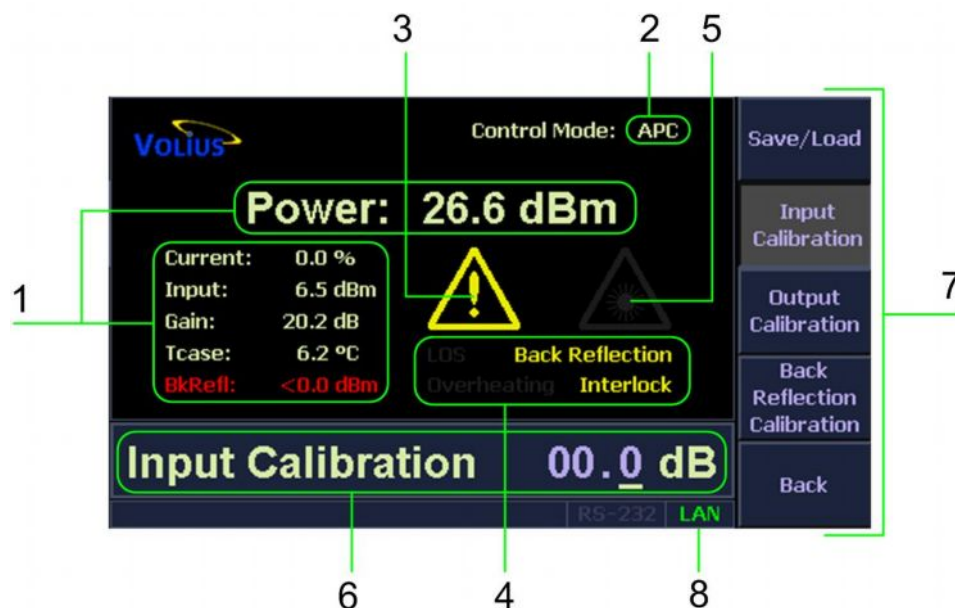 3
2
5
VOLIUS
Control Mode: APC
Save/Load
Power: 26.6 dBm
Input
Calibration
Current: 0.0 %
Input: 6.5 dBm
Gain: 20.2 dB
Tcase: 6.2 ºC
BkRefl: <0.0 dBm
1
LOS Back Reflection
Overheating Interlock
Output
Calibration
7
Back
Reflection
Calibration
Input Calibration 00.0 dB
Back
RS-232 LAN
6
4
8